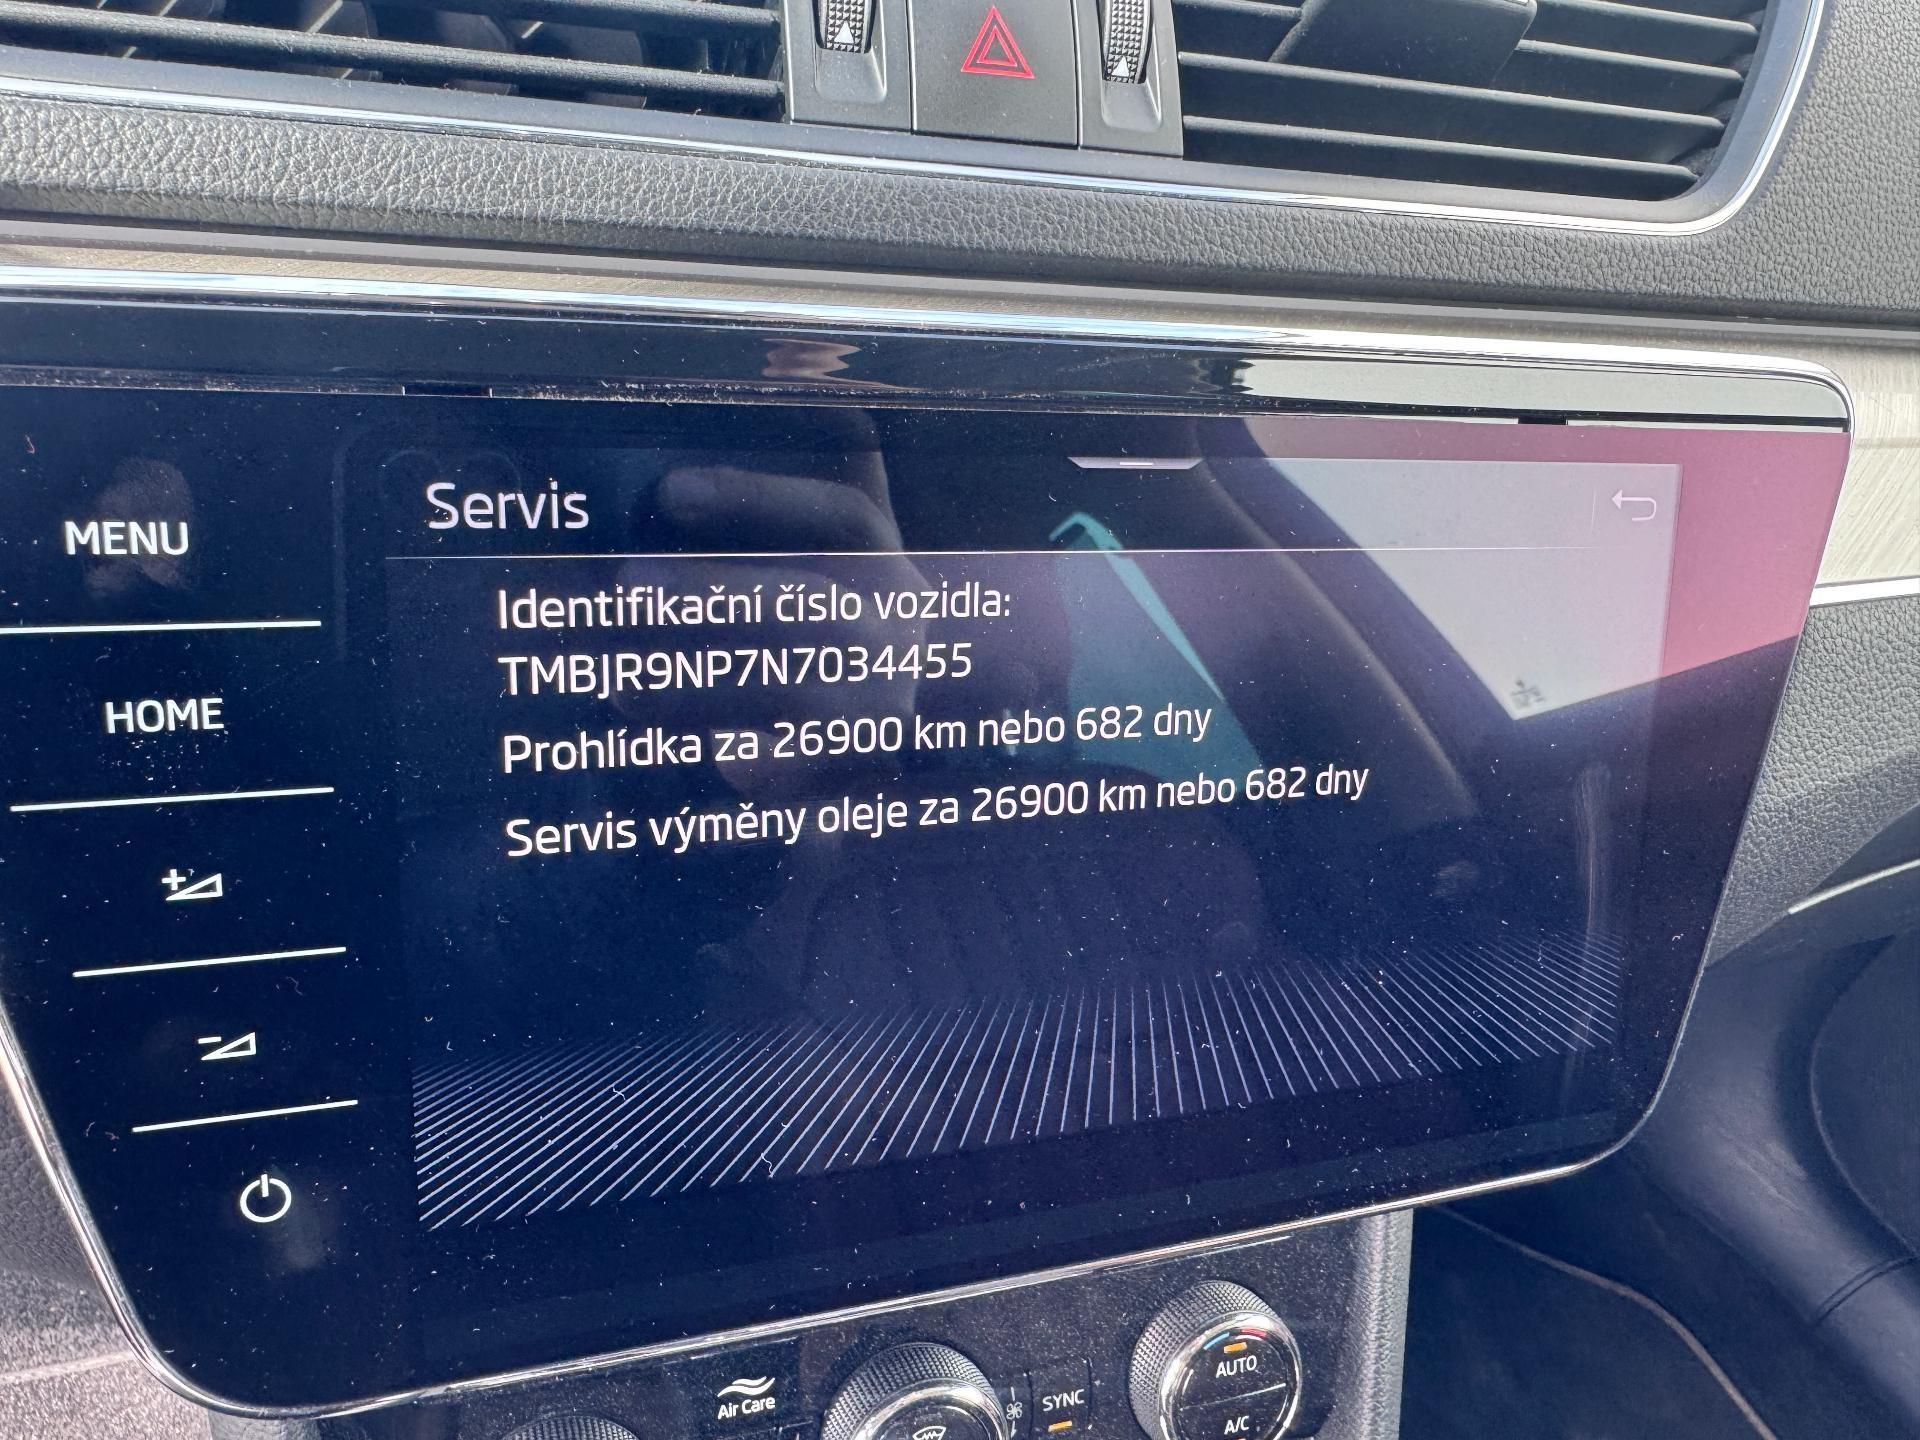 Servis
MENU
Identifikační číslo vozidla:
TMBJR9NP7N7034455
HOME
Prohlídka za 26900 km nebo 682 dny
Servis výměny oleje za 26900 km nebo 682 dny
Air Care
SYNC
AUTO
A/C